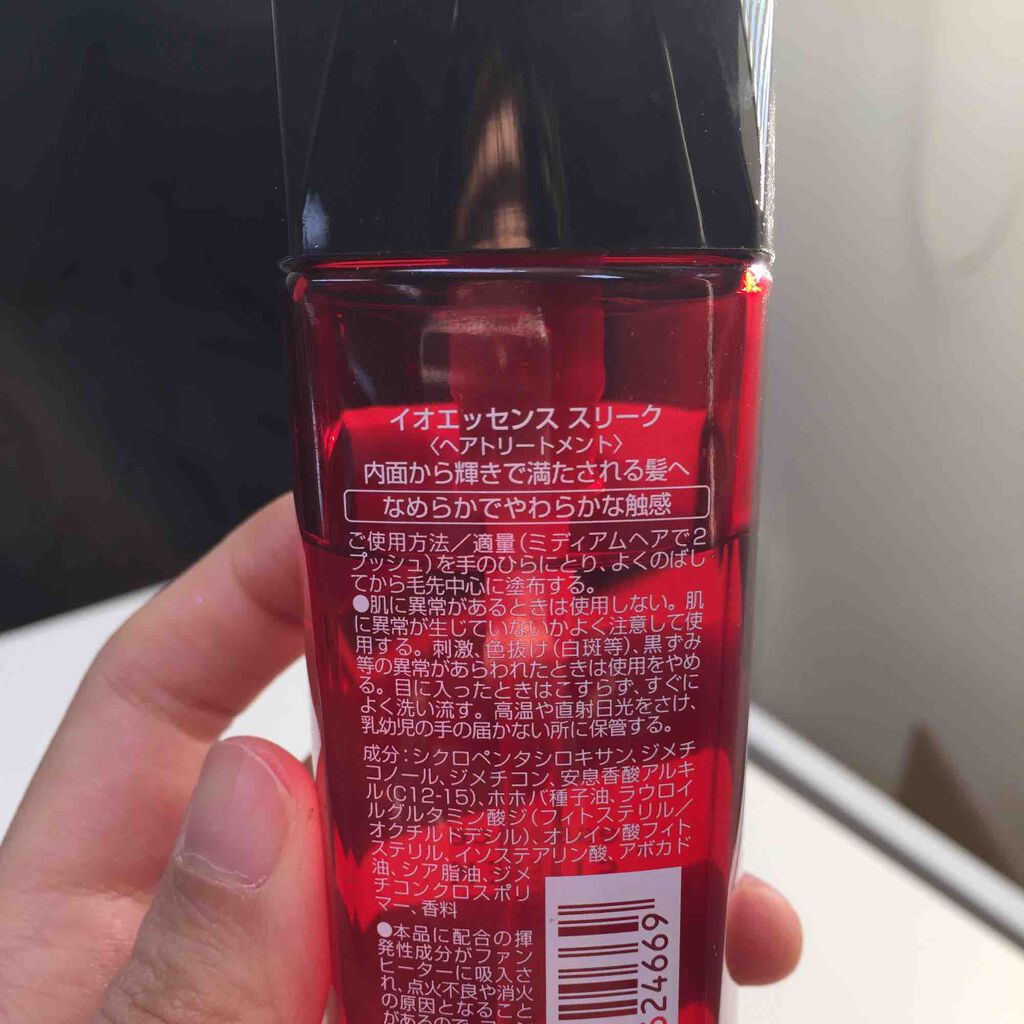 イオエッセンス スリーク
〈ヘアトリートメント〉
内面から輝きで満たされる髪へ
なめらかでやわらかな触感
ご使用方法／適量(ミディアムヘアで2
プッシュ)を手のひらにとり、よくのばし
てから毛先中心に塗布する。
●肌に異常があるときは使用しない。肌
に異常が生じていないかよく注意して使
用する。刺激、色抜け(白斑等)、黒ずみ
等の異常があらわれたときは使用をやめ
る。目に入ったときはこすらず、すぐに
よく洗い流す。高温や直射日光をさけ、
乳幼児の手の届かない所に保管する。
成分：シクロペンタシロキサン、ジメチ
コノール、ジメチコン、安息香酸アルキ
ル(C12-15)、ホホバ種子油、ラウロイ
ルグルタミン酸ジ(フィトステリル／
オクチルドデシル)、オレイン酸フィト
ステリル、イソステアリン酸、アボカド
油、シア脂油、ジメ
チコンクロスポリ
マー、香料
●本品に配合の揮
発性成分がファン
ヒーターに吸入さ
れ、点火不良や消火
の原因となること
があるので、
624669